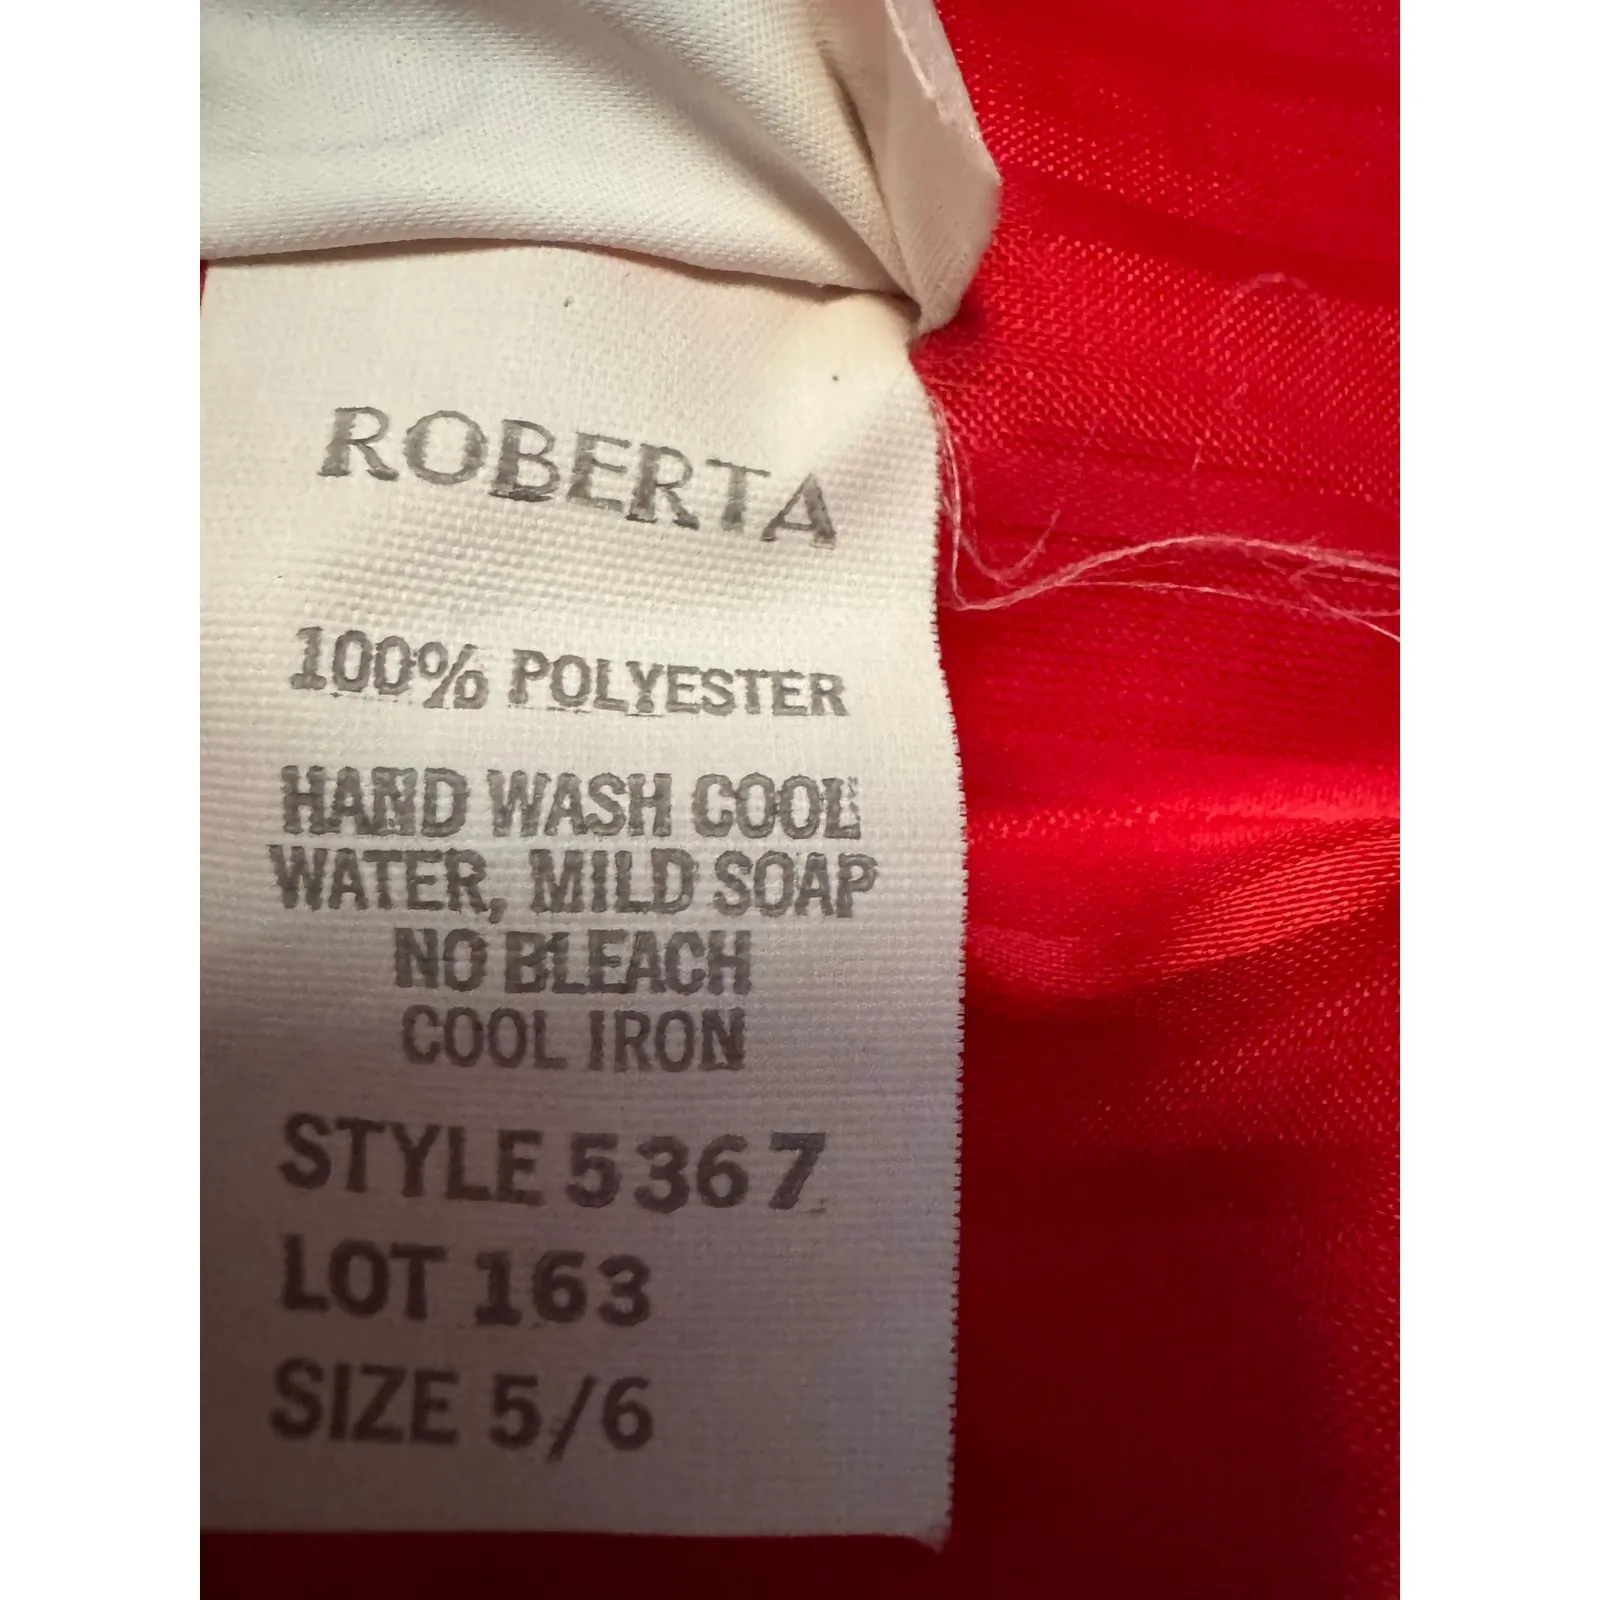 ROBERTA
100% POLYESTER
HAND WASH COOL
WATER, MILD SOAP
NO BLEACH
COOL IRON
STYLE 5367
LOT 163
SIZE 5/6